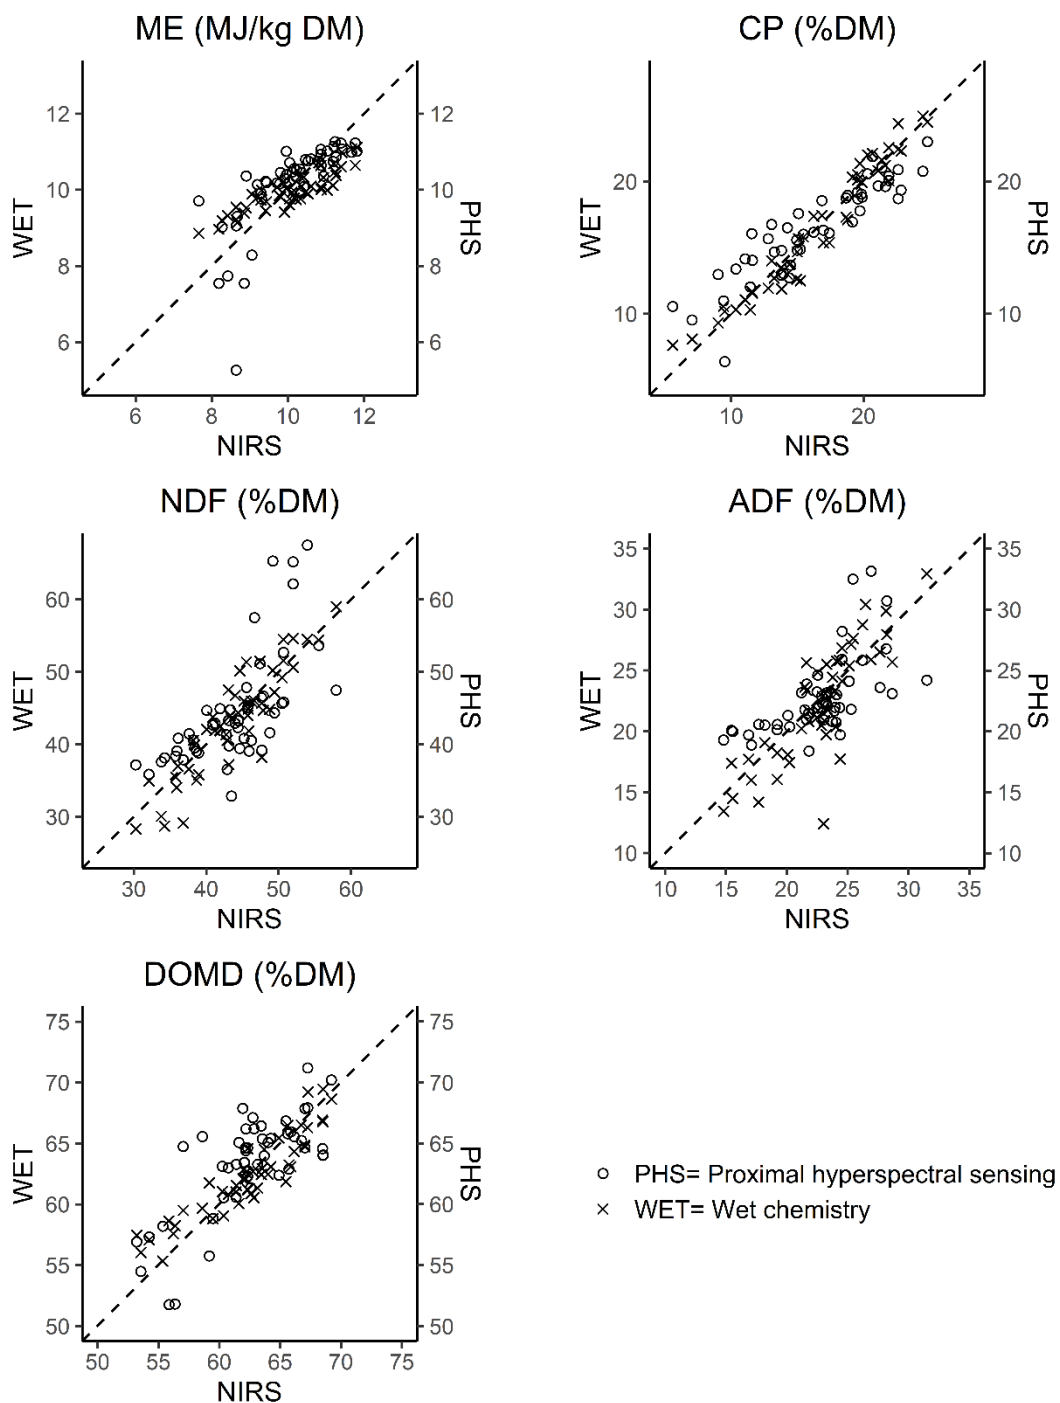 ME (MJ/kg DM)
12
10
8
6
WET
12
10
8
6
PHS
6 8 10 12
NIRS
CP (%DM)
20
10
WET
20
10
PHS
10 20
NIRS
NDF (%DM)
60
50
40
30
WET
60
50
40
30
PHS
30 40 50 60
NIRS
ADF (%DM)
35
30
25
20
15
10
WET
35
30
25
20
15
10
PHS
10 15 20 25 30 35
NIRS
DOMD (%DM)
75
70
65
60
55
50
WET
75
70
65
60
55
50
PHS
50 55 60 65 70 75
NIRS
PHS= Proximal hyperspectral sensing
WET= Wet chemistry